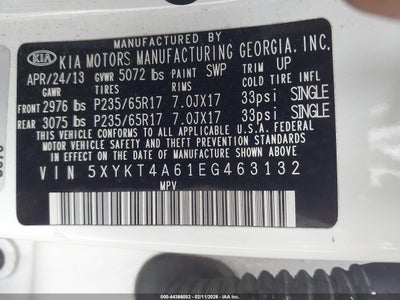 MANUFACTURED BY
KIA KIA MOTORS MANUFACTURING GEORGIA, INC.
APR/24/13 GVWR 5072 lbs PAINT SWP TRIM UP
GAWR TIRES RIMS COLD TIRE INFL
FRONT 2976 lbs P235/65R17 7.0JX17 33psi SINGLE
REAR 3075 lbs P235/65R17 7.0JX17 33psi SINGLE
THIS VEHICLE CONFORMS TO ALL APPLICABLE U.S.A. FEDERAL
MOTOR VEHICLE SAFETY AND THEFT PREVENTION STANDARDS
IN EFFECT ON THE DATE OF MANUFACTURE SHOWN ABOVE.
VIN 5XYKT4A61EG463132
MPV
000-44366082 - 02/11/2026 - IAA, Inc.